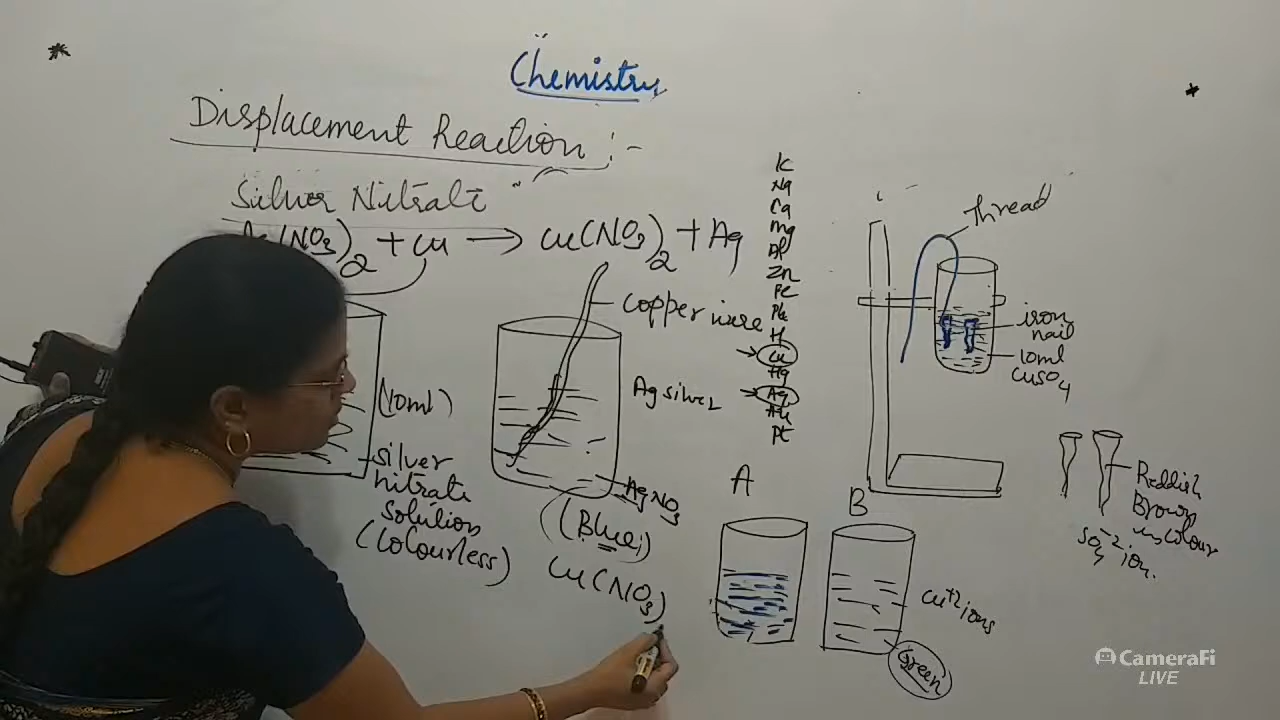 Chemistry
Displacement Reaction :-
Silver Nitrate
(NO3)2 + Cu → Cu(NO3)2 + Ag
copper wire
Ag silver
(10ml)
silver
nitrate
solution
(colourless)
AgNO3
(Blue)
Cu(NO3)
K
Na
Ca
Mg
Al
Zn
Fe
Pb
H
Cu
Hg
Ag
Au
Pt
thread
iron
nail
10ml
CuSO4
A
B
Cu+2 ions
Green
Reddish
Brown
in colour
SO4-2 ion.
CameraFi
LIVE